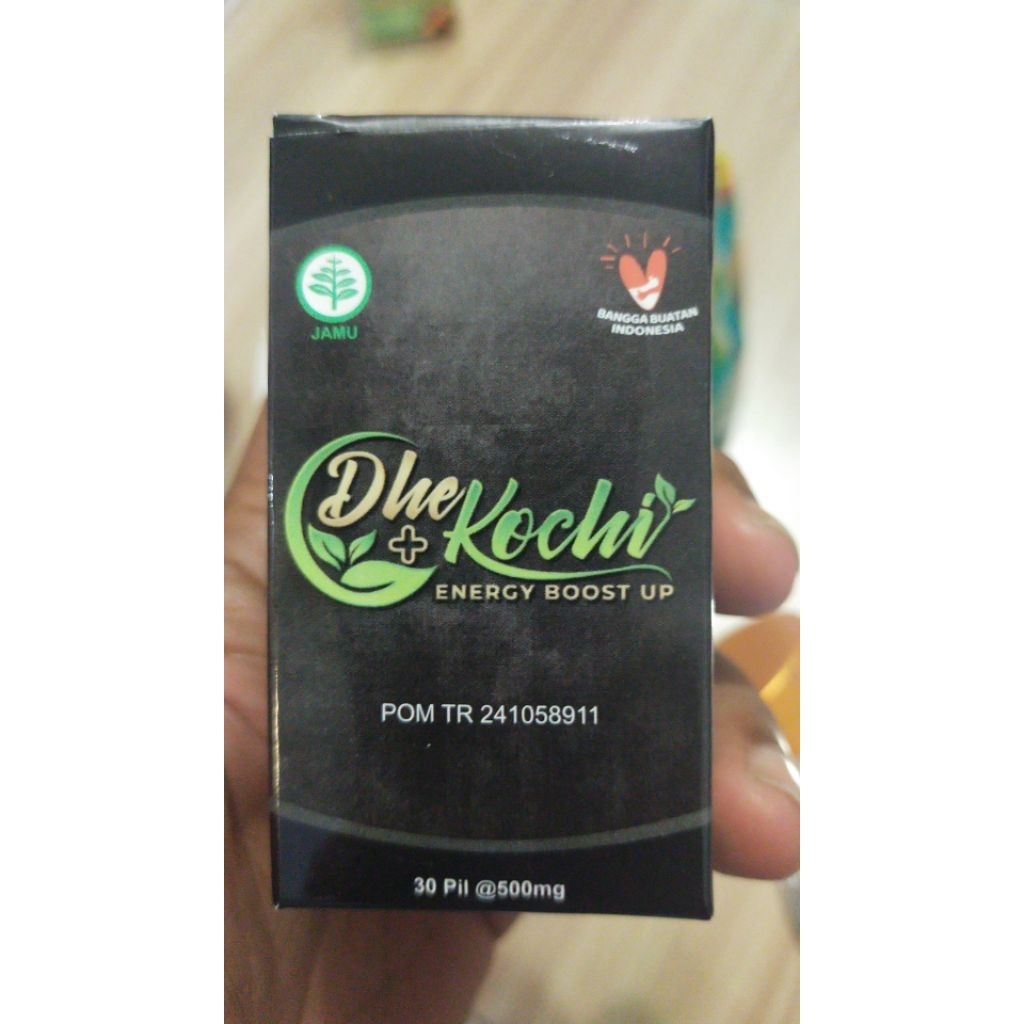 JAMU
BANGGA BUATAN
INDONESIA
Dhe
Kochi
ENERGY BOOST UP
POM TR 241058911
30 Pil @500mg